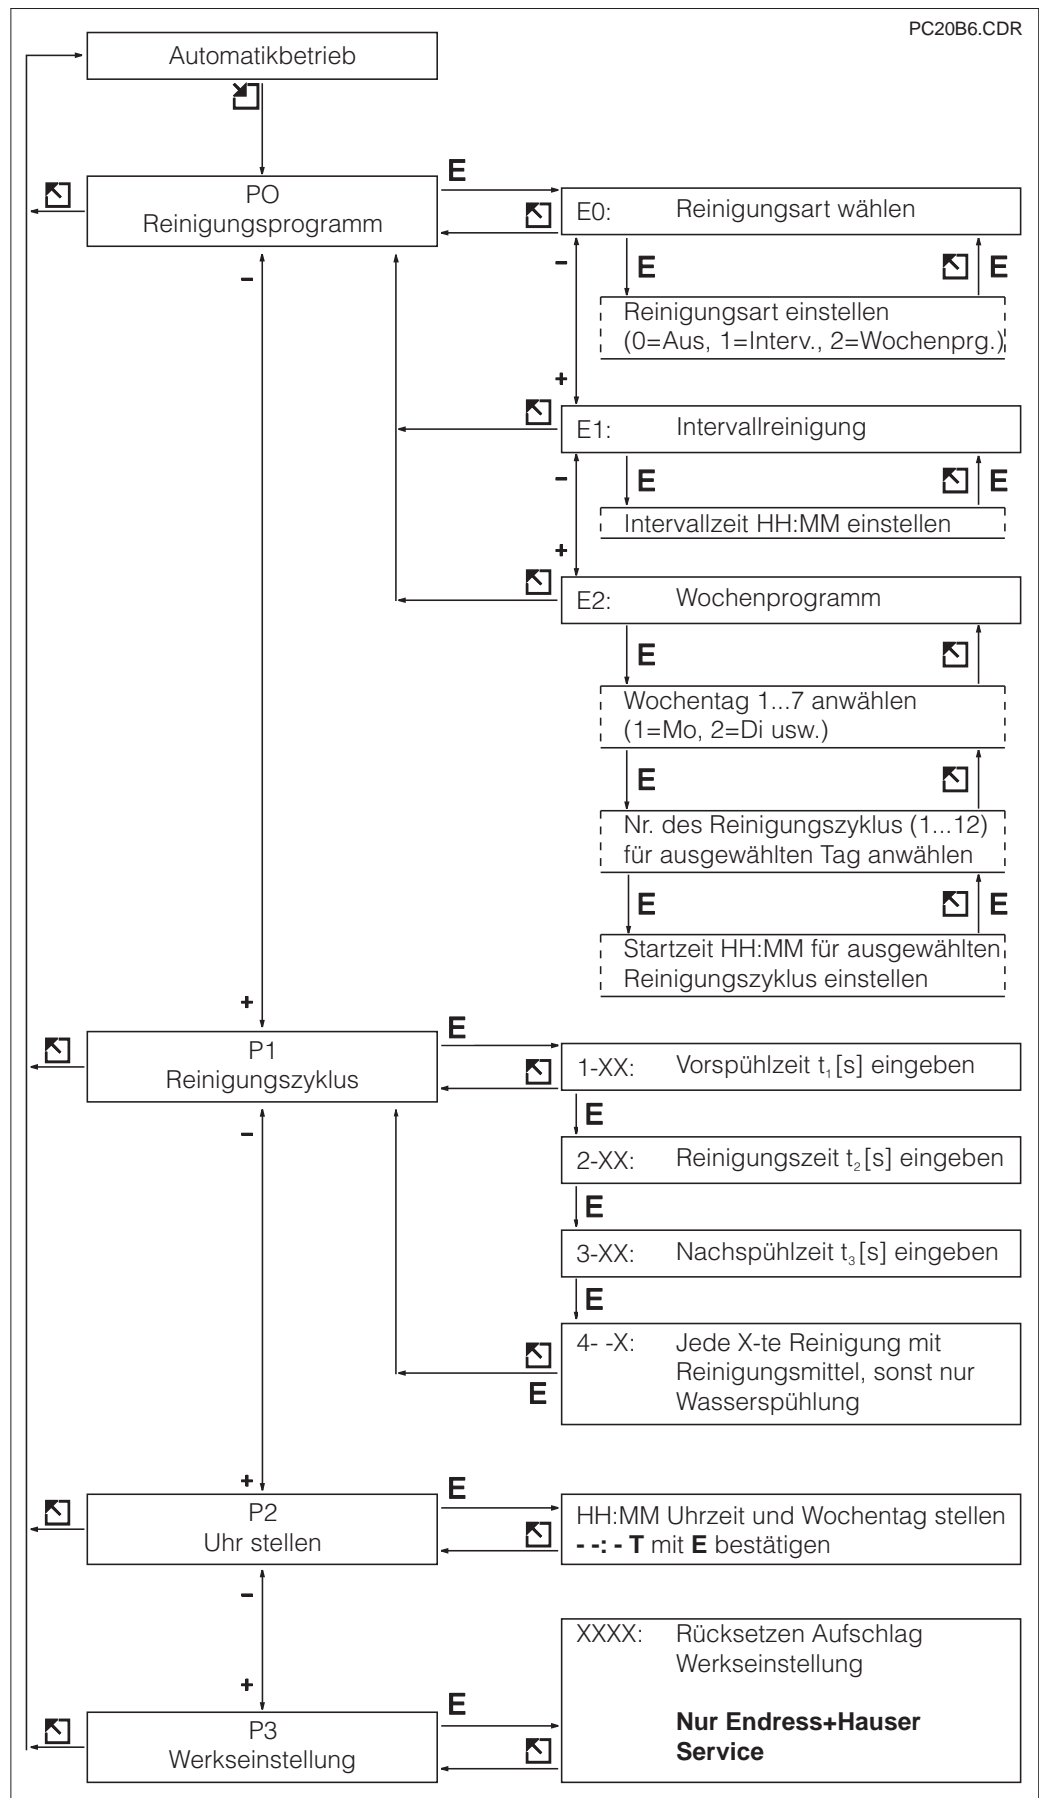 PC20B6.CDR
Automatikbetrieb
PO
Reinigungsprogramm
E
E0: Reinigungsart wählen
–
E
E
Reinigungsart einstellen
(0=Aus, 1=Interv., 2=Wochenprg.)
–
+
E1: Intervallreinigung
–
E
E
Intervallzeit HH:MM einstellen
+
E2: Wochenprogramm
E
Wochentag 1...7 anwählen
(1=Mo, 2=Di usw.)
E
Nr. des Reinigungszyklus (1...12)
für ausgewählten Tag anwählen
E
E
Startzeit HH:MM für ausgewählten
Reinigungszyklus einstellen
+
P1
Reinigungszyklus
E
1-XX: Vorspühlzeit t₁[s] eingeben
–
E
2-XX: Reinigungszeit t₂[s] eingeben
E
3-XX: Nachspühlzeit t₃[s] eingeben
E
4- -X: Jede X-te Reinigung mit
Reinigungsmittel, sonst nur
Wasserspühlung
E
+
P2
Uhr stellen
E
HH:MM Uhrzeit und Wochentag stellen
- -: - T mit E bestätigen
–
+
P3
Werkseinstellung
E
XXXX: Rücksetzen Aufschlag
Werkseinstellung
Nur Endress+Hauser
Service